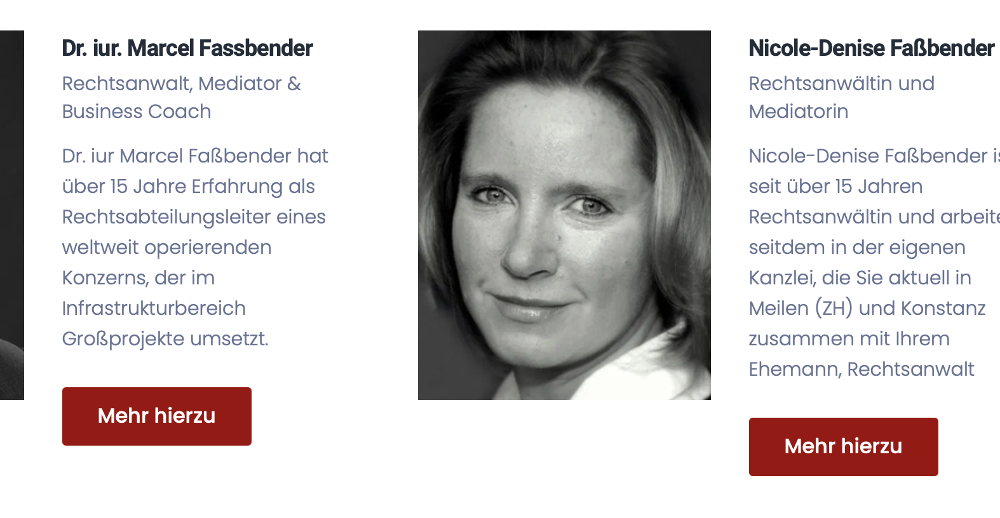 Dr. iur. Marcel Fassbender
Rechtsanwalt, Mediator &
Business Coach
Dr. iur Marcel Faßbender hat
über 15 Jahre Erfahrung als
Rechtsabteilungsleiter eines
weltweit operierenden
Konzerns, der im
Infrastrukturbereich
Großprojekte umsetzt.
Mehr hierzu
Nicole-Denise Faßbender
Rechtsanwältin und
Mediatorin
Nicole-Denise Faßbender
seit über 15 Jahren
Rechtsanwältin und
seitdem in der eigenen
Kanzlei, die Sie aktuell in
Meilen (ZH) und Konstanz
zusammen mit Ihrem
Ehemann, Rechtsanwalt
Mehr hierzu